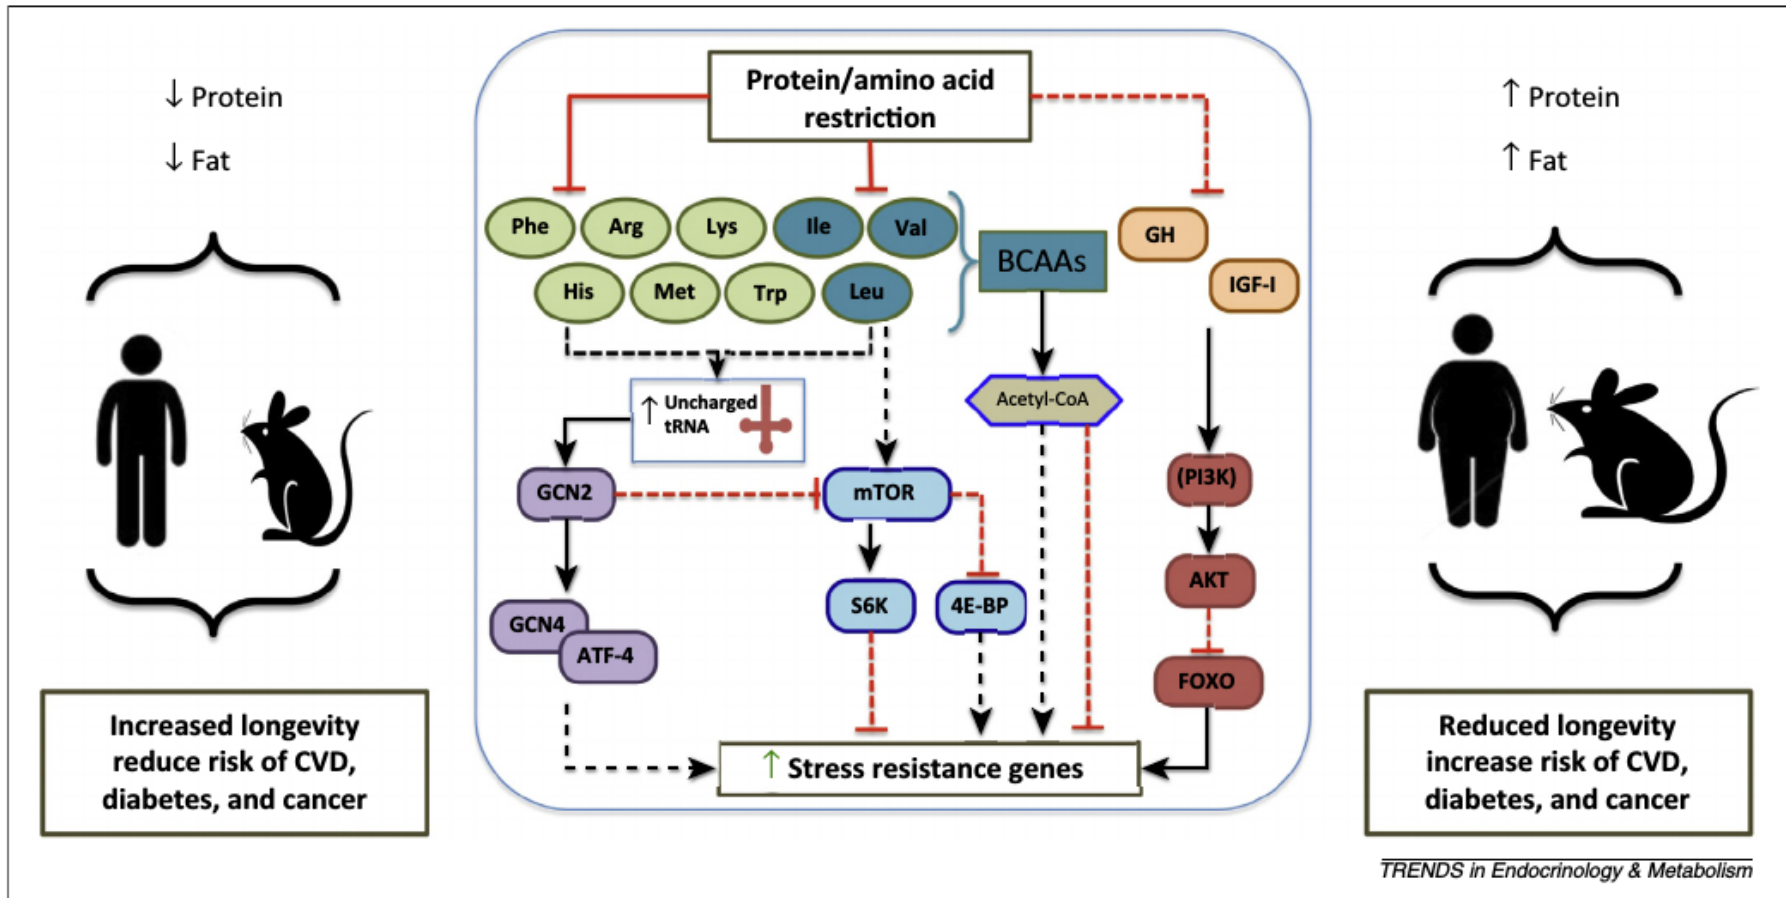 ↓ Protein
↓ Fat
Increased longevity
reduce risk of CVD,
diabetes, and cancer
Protein/amino acid
restriction
Phe
Arg
Lys
Ile
Val
His
Met
Trp
Leu
BCAAs
GH
IGF-I
↑ Uncharged
tRNA
Acetyl-CoA
GCN2
mTOR
(PI3K)
AKT
S6K
4E-BP
GCN4
ATF-4
FOXO
↑ Stress resistance genes
↑ Protein
↑ Fat
Reduced longevity
increase risk of CVD,
diabetes, and cancer
TRENDS in Endocrinology & Metabolism